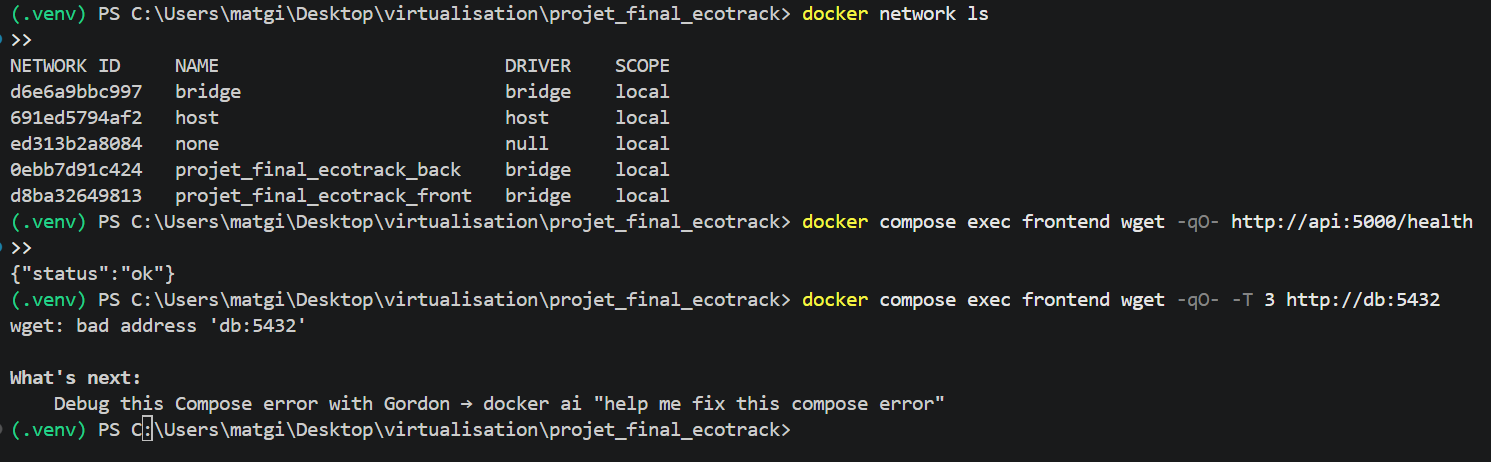 (.venv) PS C:\Users\matgi\Desktop\virtualisation\projet_final_ecotrack> docker network ls
>>
NETWORK ID     NAME                          DRIVER    SCOPE
d6e6a9bbc997   bridge                        bridge    local
691ed5794af2   host                          host      local
ed313b2a8084   none                          null      local
0ebb7d91c424   projet_final_ecotrack_back    bridge    local
d8ba32649813   projet_final_ecotrack_front   bridge    local
(.venv) PS C:\Users\matgi\Desktop\virtualisation\projet_final_ecotrack> docker compose exec frontend wget -qO- http://api:5000/health
>>
{"status":"ok"}
(.venv) PS C:\Users\matgi\Desktop\virtualisation\projet_final_ecotrack> docker compose exec frontend wget -qO- -T 3 http://db:5432
wget: bad address 'db:5432'
What's next:
    Debug this Compose error with Gordon → docker ai "help me fix this compose error"
(.venv) PS C:\Users\matgi\Desktop\virtualisation\projet_final_ecotrack>